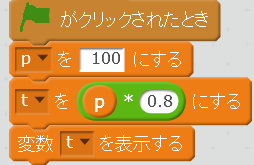 がクリックされたとき
p を 100 にする
t を p * 0.8 にする
変数 t を表示する